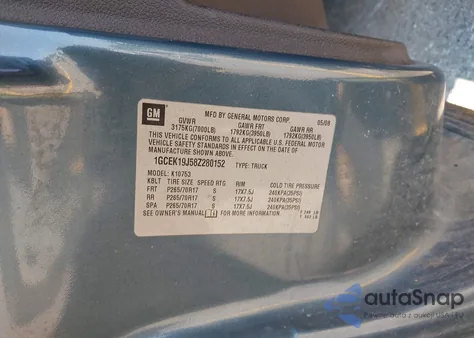 GM
MFD BY GENERAL MOTORS CORP. 05/08
GVWR GAWR FRT GAWR RR
3175KG(7000LB) 1792KG(3950LB) 1792KG(3950LB)
THIS VEHICLE CONFORMS TO ALL APPLICABLE U.S. FEDERAL MOTOR
VEHICLE SAFETY STANDARDS IN EFFECT ON THE DATE OF
MANUFACTURE SHOWN ABOVE.
1GCEK19J58Z280152 TYPE: TRUCK
MODEL: K10753
KBLT TIRE SIZE SPEED RTG RIM COLD TIRE PRESSURE
FRT P265/70R17 S 17X7.5J 240KPA(35PSI)
RR P265/70R17 S 17X7.5J 240KPA(35PSI)
SPA P265/70R17 S 17X7.5J 240KPA(35PSI)
SEE OWNER'S MANUAL FOR MORE INFORMATION.
autoSnap